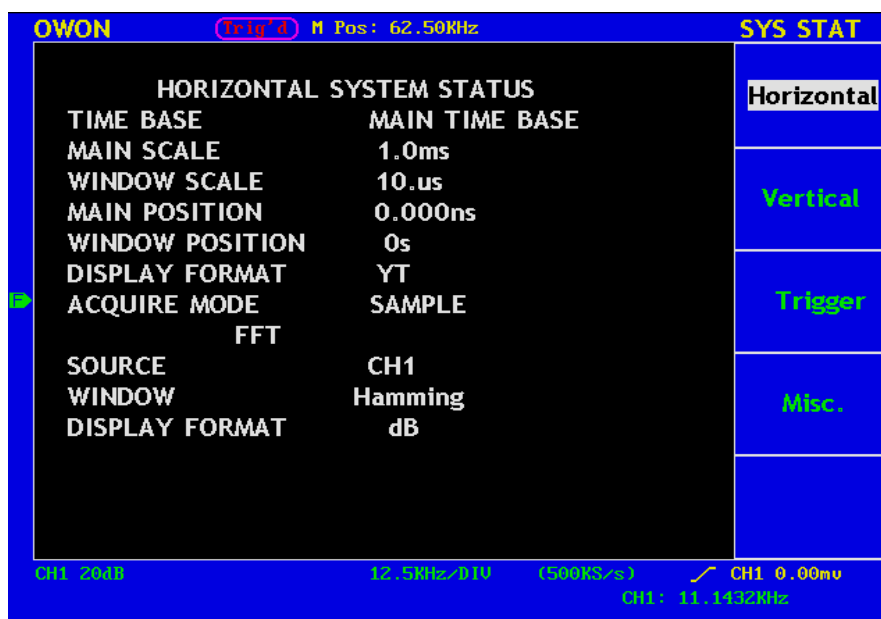 OWON Trig'd M Pos: 62.50KHz SYS STAT
HORIZONTAL SYSTEM STATUS
TIME BASE MAIN TIME BASE
MAIN SCALE 1.0ms
WINDOW SCALE 10.us
MAIN POSITION 0.000ns
WINDOW POSITION 0s
DISPLAY FORMAT YT
ACQUIRE MODE SAMPLE
FFT
SOURCE CH1
WINDOW Hamming
DISPLAY FORMAT dB
Horizontal
Vertical
Trigger
Misc.
F
CH1 20dB 12.5KHz/DIV (500KS/s) CH1 0.00mv
CH1: 11.1432KHz